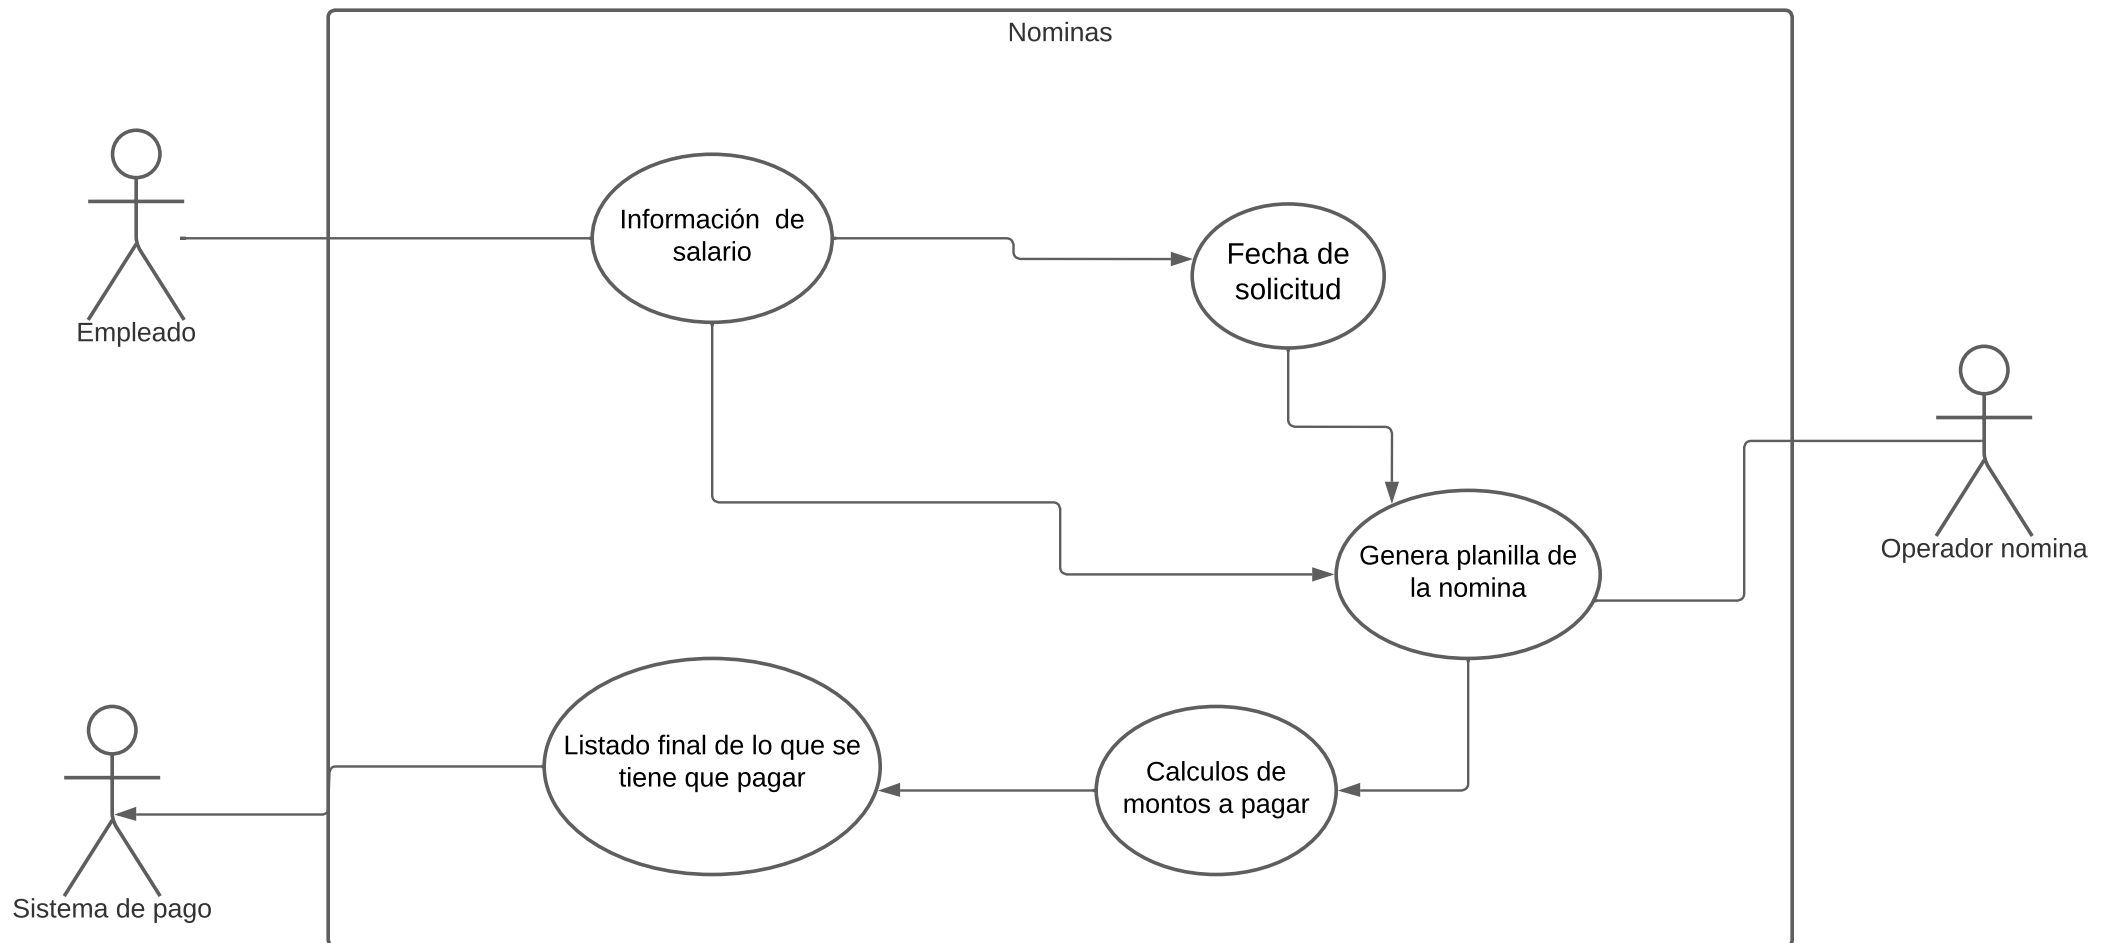 Nominas
Información  de
salario
Fecha de
solicitud
Empleado
Operador nomina
Genera planilla de
la nomina
Listado final de lo que se
tiene que pagar
Calculos de
montos a pagar
Sistema de pago